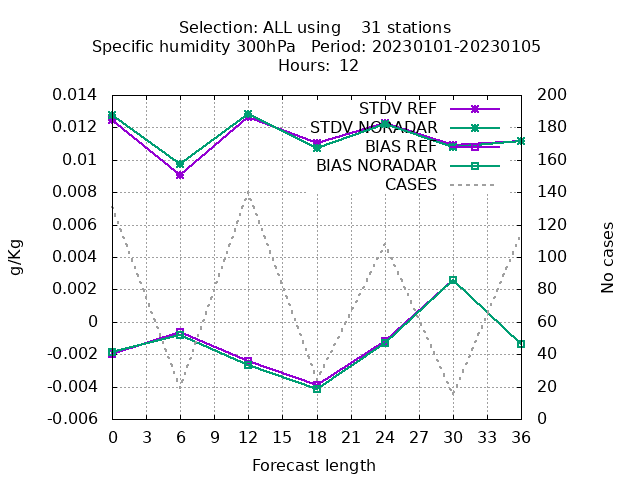 Selection: ALL using    31 stations
Specific humidity 300hPa   Period: 20230101-20230105
Hours:  12
STDV REF
STDV NORADAR
BIAS REF
BIAS NORADAR
CASES
0.014
0.012
0.01
0.008
0.006
0.004
0.002
0
-0.002
-0.004
-0.006
g/Kg
200
180
160
140
120
100
80
60
40
20
0
No cases
0 3 6 9 12 15 18 21 24 27 30 33 36
Forecast length